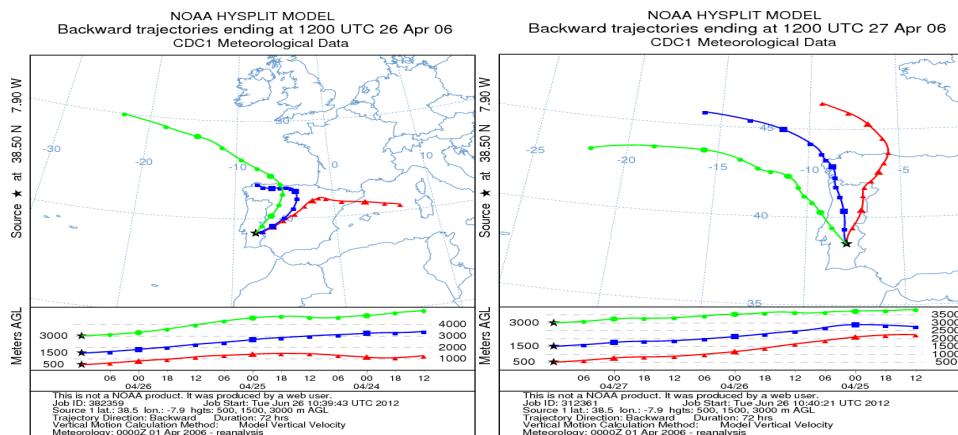 NOAA HYSPLIT MODEL
Backward trajectories ending at 1200 UTC 26 Apr 06
CDC1 Meteorological Data
Source ★ at 38.50 N 7.90 W
-30
-20
-10
0
10
50
40
Meters AGL
3000
1500
500
4000
3000
2000
1000
06 00 18 12 06 00 18 12 06 00 18 12
04/26 04/25 04/24
This is not a NOAA product. It was produced by a web user.
Job ID: 382359 Job Start: Tue Jun 26 10:39:43 UTC 2012
Source 1 lat.: 38.5 lon.: -7.9 hgts: 500, 1500, 3000 m AGL
Trajectory Direction: Backward Duration: 72 hrs
Vertical Motion Calculation Method: Model Vertical Velocity
Meteorology: 0000Z 01 Apr 2006 - reanalysis
NOAA HYSPLIT MODEL
Backward trajectories ending at 1200 UTC 27 Apr 06
CDC1 Meteorological Data
Source ★ at 38.50 N 7.90 W
-25
-20
-15
-10
-5
45
40
35
Meters AGL
3000
1500
500
3500
3000
2500
2000
1500
1000
500
06 00 18 12 06 00 18 12 06 00 18 12
04/27 04/26 04/25
This is not a NOAA product. It was produced by a web user.
Job ID: 312361 Job Start: Tue Jun 26 10:40:21 UTC 2012
Source 1 lat.: 38.5 lon.: -7.9 hgts: 500, 1500, 3000 m AGL
Trajectory Direction: Backward Duration: 72 hrs
Vertical Motion Calculation Method: Model Vertical Velocity
Meteorology: 0000Z 01 Apr 2006 - reanalysis